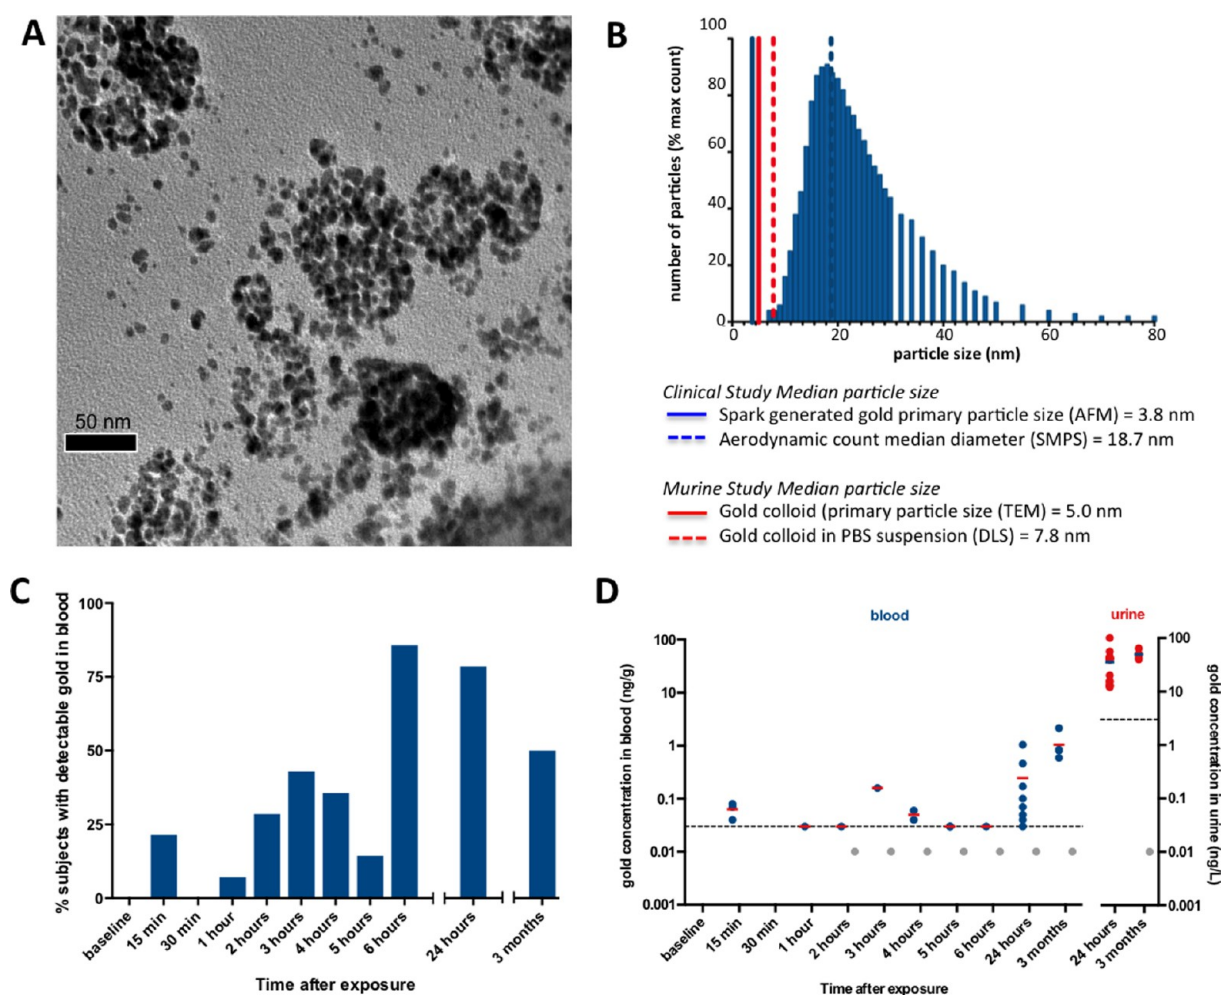 A
50 nm
B
number of particles (% max count)
100
80
60
40
20
0
0 20 40 60 80
particle size (nm)
Clinical Study Median particle size
Spark generated gold primary particle size (AFM) = 3.8 nm
Aerodynamic count median diameter (SMPS) = 18.7 nm
Murine Study Median particle size
Gold colloid (primary particle size (TEM) = 5.0 nm
Gold colloid in PBS suspension (DLS) = 7.8 nm
C
% subjects with detectable gold in blood
100
75
50
25
0
baseline
15 min
30 min
1 hour
2 hours
3 hours
4 hours
5 hours
6 hours
24 hours
3 months
Time after exposure
D
blood
urine
gold concentration in blood (ng/g)
100
10
1
0.1
0.01
0.001
baseline
15 min
30 min
1 hour
2 hours
3 hours
4 hours
5 hours
6 hours
24 hours
3 months
Time after exposure
24 hours
3 months
100
10
1
0.1
0.01
0.001
gold concentration in urine (ng/L)